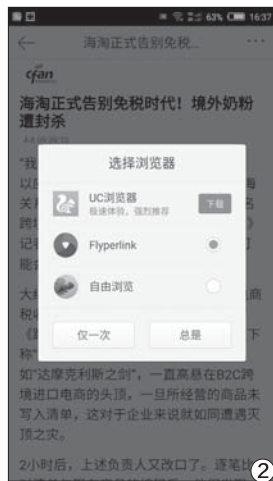 63% 16:37
海淘正式告别免税...
cfan
海淘正式告别免税时代！境外奶粉
遭封杀
选择浏览器
UC浏览器
极速体验，强烈推荐
下载
Flyperlink
自由浏览
仅一次
总是
税
称"
如"达摩克利斯之剑"，一直高悬在B2C跨
境进口电商的头顶，一旦所经营的商品未
写入清单，这对于企业来说就如同遭遇灭
顶之灾。
2小时后，上述负责人又改口了。逐笔比
2